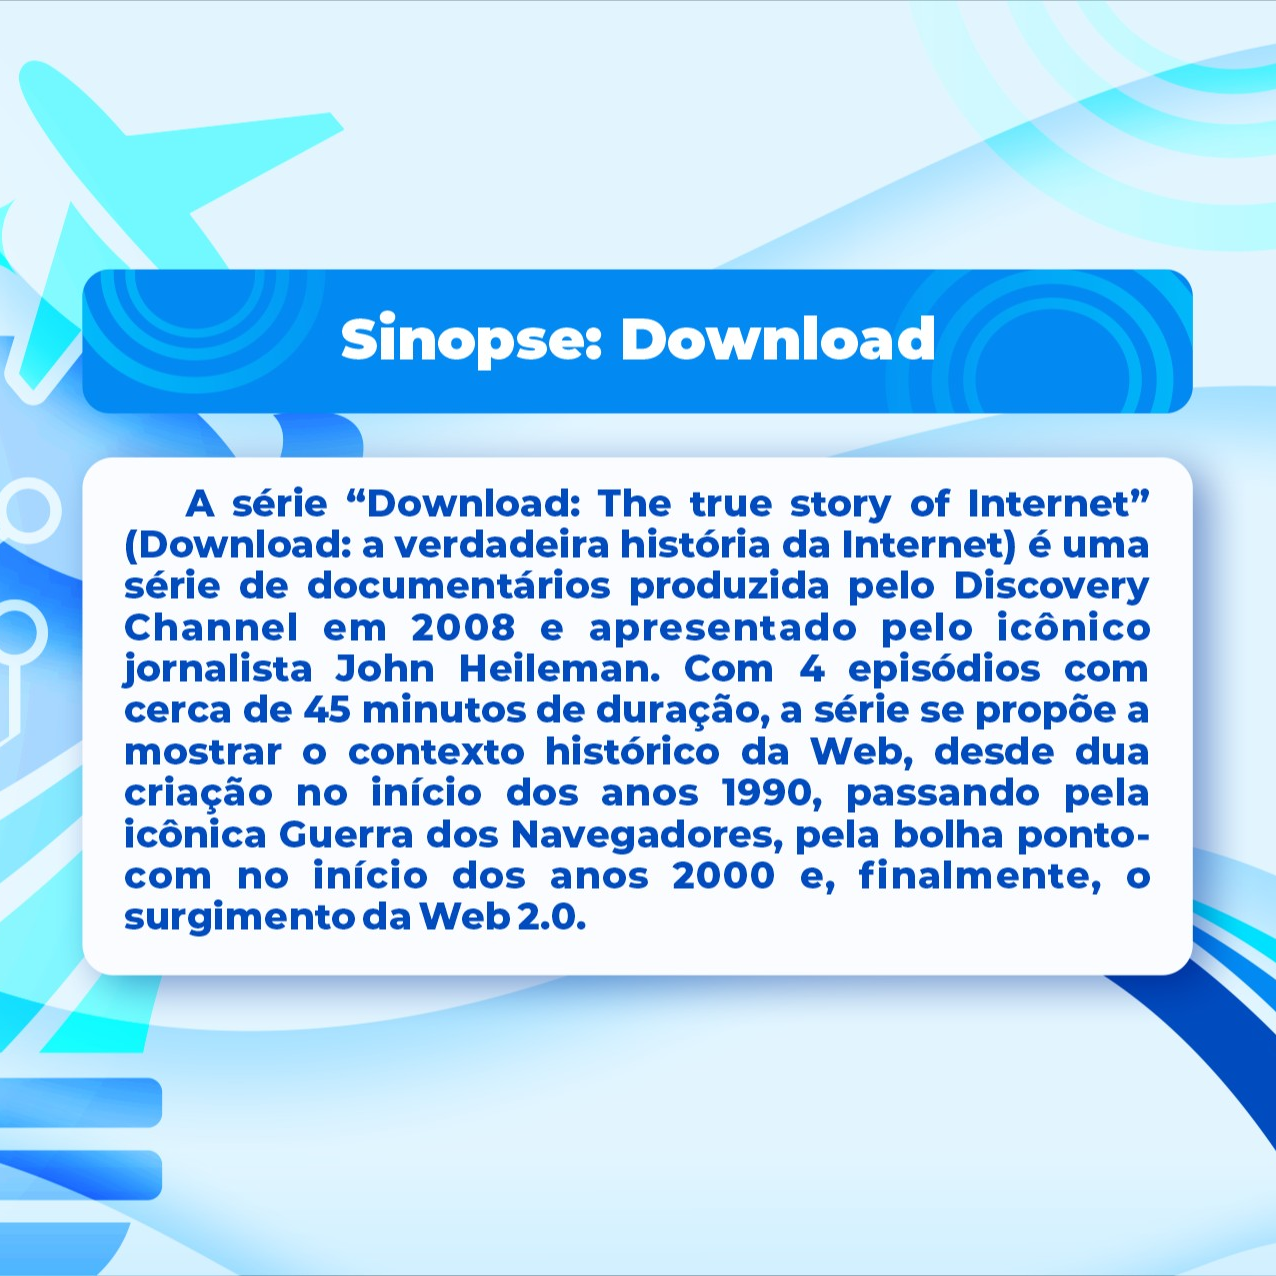 Sinopse: Download
A série “Download: The true story of Internet”
(Download: a verdadeira história da Internet) é uma
série de documentários produzida pelo Discovery
Channel em 2008 e apresentado pelo icônico
jornalista John Heileman. Com 4 episódios com
cerca de 45 minutos de duração, a série se propõe a
mostrar o contexto histórico da Web, desde dua
criação no início dos anos 1990, passando pela
icônica Guerra dos Navegadores, pela bolha ponto-
com no início dos anos 2000 e, finalmente, o
surgimento da Web 2.0.